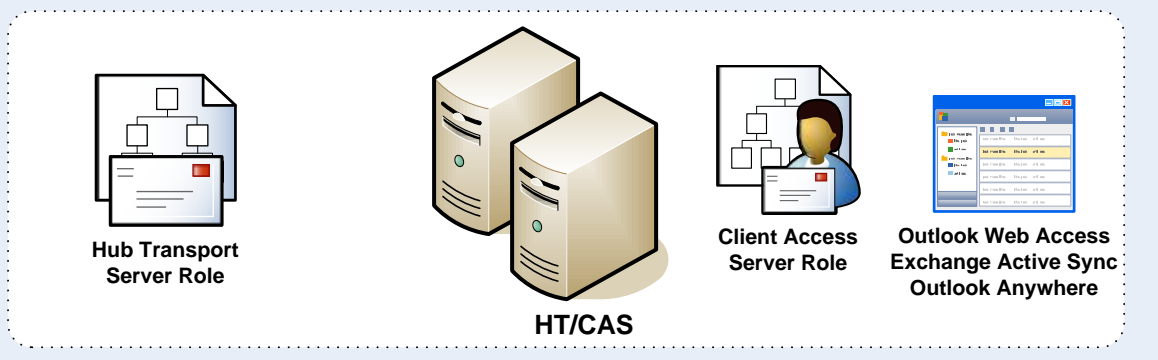 Hub Transport
Server Role
HT/CAS
Client Access
Server Role
Outlook Web Access
Exchange Active Sync
Outlook Anywhere